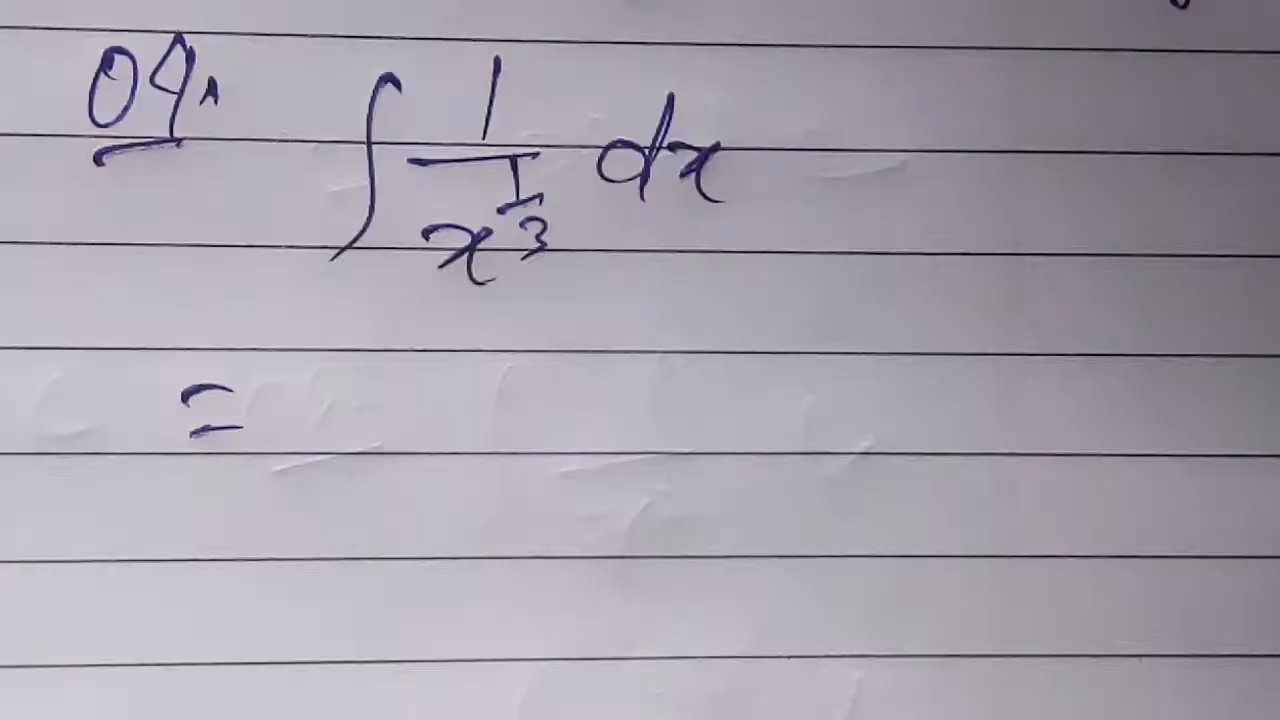 04. ∫ 1/x^(1/3) dx
=